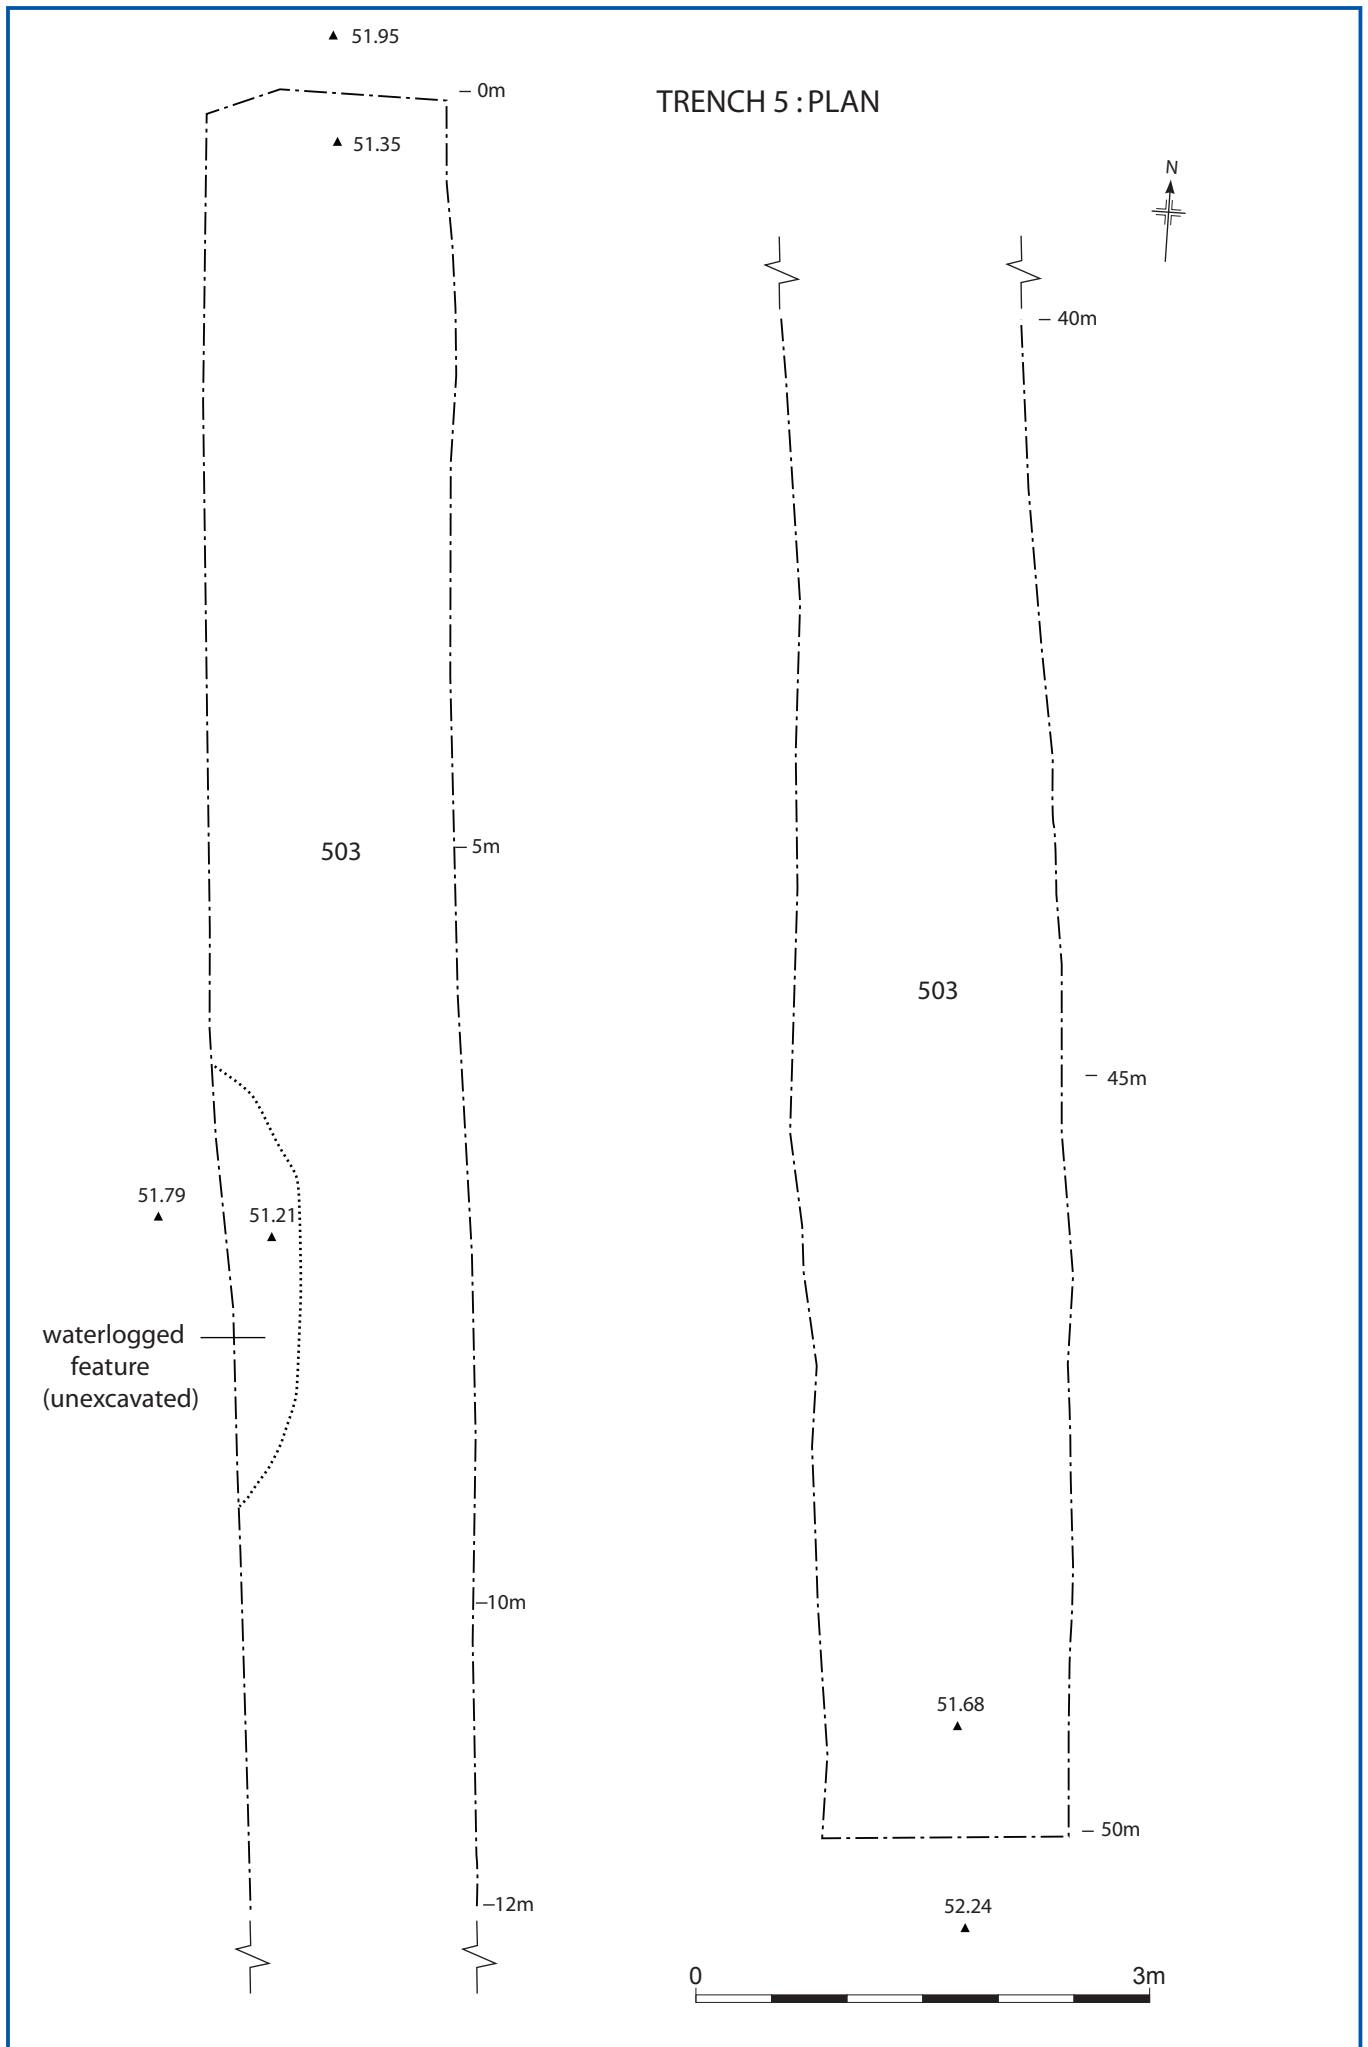 51.95
– 0m
TRENCH 5 : PLAN
51.35
N
– 40m
503
– 5m
503
– 45m
51.79
51.21
waterlogged
feature
(unexcavated)
–10m
51.68
– 50m
–12m
52.24
0
3m